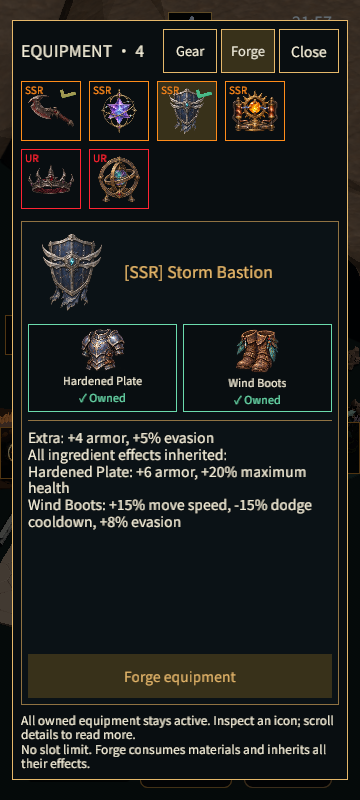 EQUIPMENT · 4
Gear
Forge
Close
SSR
SSR
SSR
SSR
UR
UR
[SSR] Storm Bastion
Hardened Plate
✓ Owned
Wind Boots
✓ Owned
Extra: +4 armor, +5% evasion
All ingredient effects inherited:
Hardened Plate: +6 armor, +20% maximum
health
Wind Boots: +15% move speed, -15% dodge
cooldown, +8% evasion
Forge equipment
All owned equipment stays active. Inspect an icon; scroll
details to read more.
No slot limit. Forge consumes materials and inherits all
their effects.